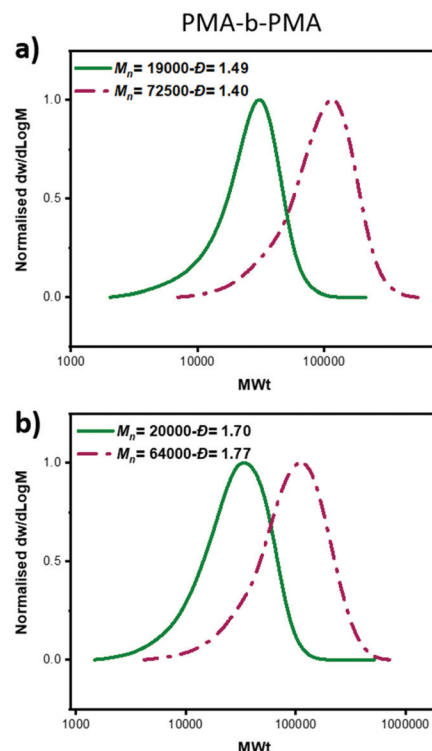 PMA-b-PMA
a)
Mn= 19000-Đ= 1.49
Mn= 72500-Đ= 1.40
Normalised dw/dLogM
1.0
0.5
0.0
1000
10000
100000
MWt
b)
Mn= 20000-Đ= 1.70
Mn= 64000-Đ= 1.77
Normalised dw/dLogM
1.0
0.5
0.0
1000
10000
100000
1000000
MWt